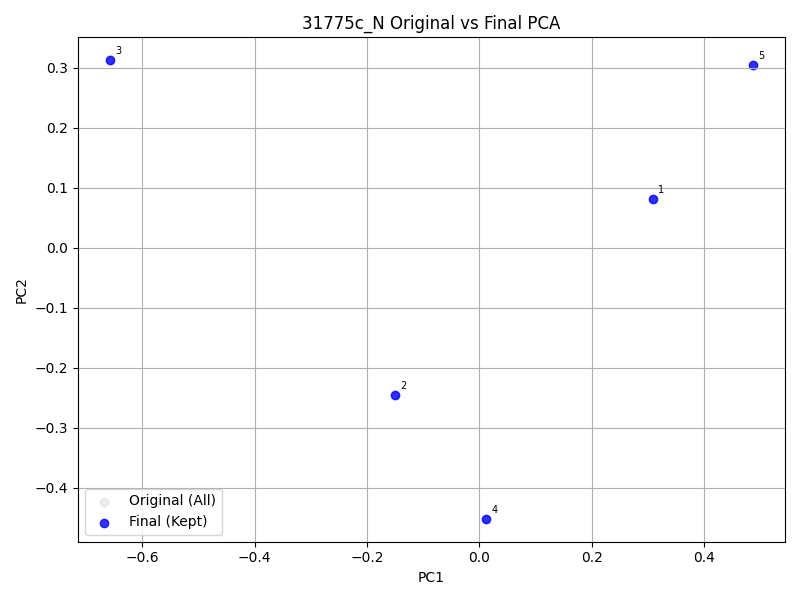 31775c_N Original vs Final PCA
3
5
0.3
0.2
1
0.1
0.0
PC2
−0.1
−0.2
2
−0.3
−0.4
4
Original (All)
Final (Kept)
−0.6 −0.4 −0.2 0.0 0.2 0.4
PC1